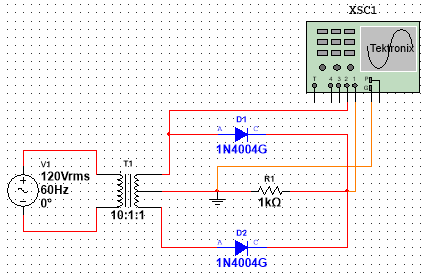 XSC1
Tektronix
T 4 3 2 1
P
G
D1
A C
1N4004G
V1
120Vrms
60Hz
0°
T1
10:1:1
R1
1kΩ
D2
A C
1N4004G